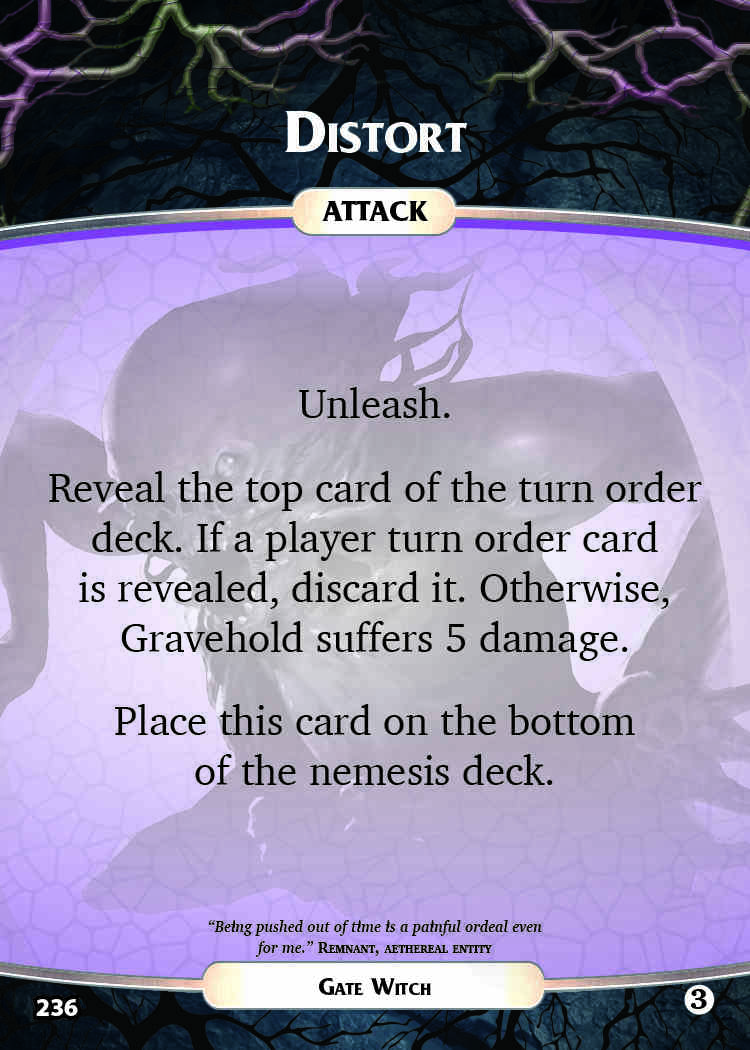 DISTORT
ATTACK
Unleash.
Reveal the top card of the turn order
deck. If a player turn order card
is revealed, discard it. Otherwise,
Gravehold suffers 5 damage.
Place this card on the bottom
of the nemesis deck.
“Being pushed out of time is a painful ordeal even
for me.” REMNANT, AETHEREAL ENTITY
GATE WITCH
236
3